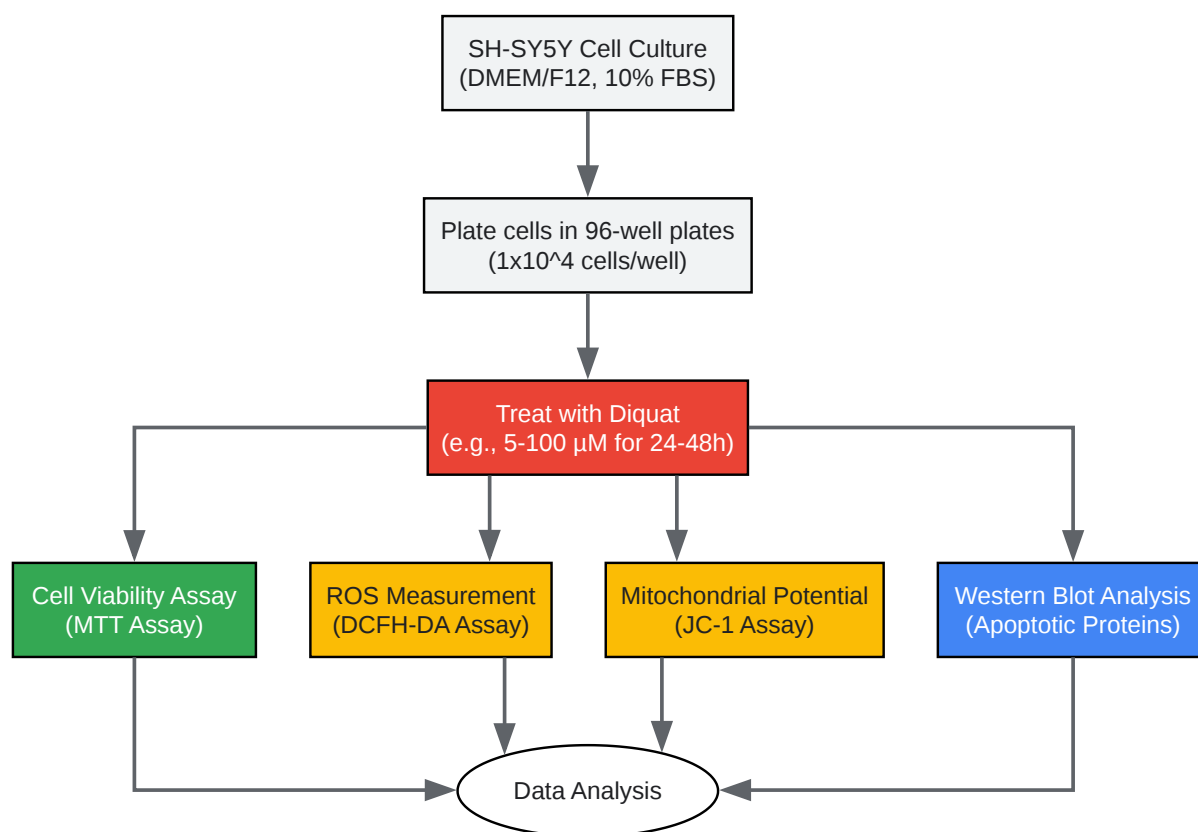 SH-SY5Y Cell Culture
(DMEM/F12, 10% FBS)
Plate cells in 96-well plates
(1x10^4 cells/well)
Treat with Diquat
(e.g., 5-100 µM for 24-48h)
Cell Viability Assay
(MTT Assay)
ROS Measurement
(DCFH-DA Assay)
Mitochondrial Potential
(JC-1 Assay)
Western Blot Analysis
(Apoptotic Proteins)
Data Analysis